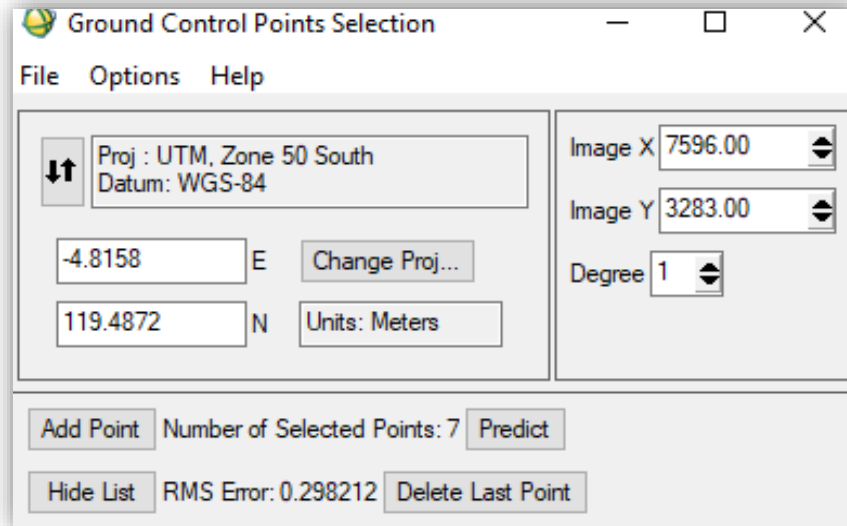 Ground Control Points Selection
File Options Help
Proj : UTM, Zone 50 South
Datum: WGS-84
-4.8158 E Change Proj...
119.4872 N Units: Meters
Image X 7596.00
Image Y 3283.00
Degree 1
Add Point Number of Selected Points: 7 Predict
Hide List RMS Error: 0.298212 Delete Last Point